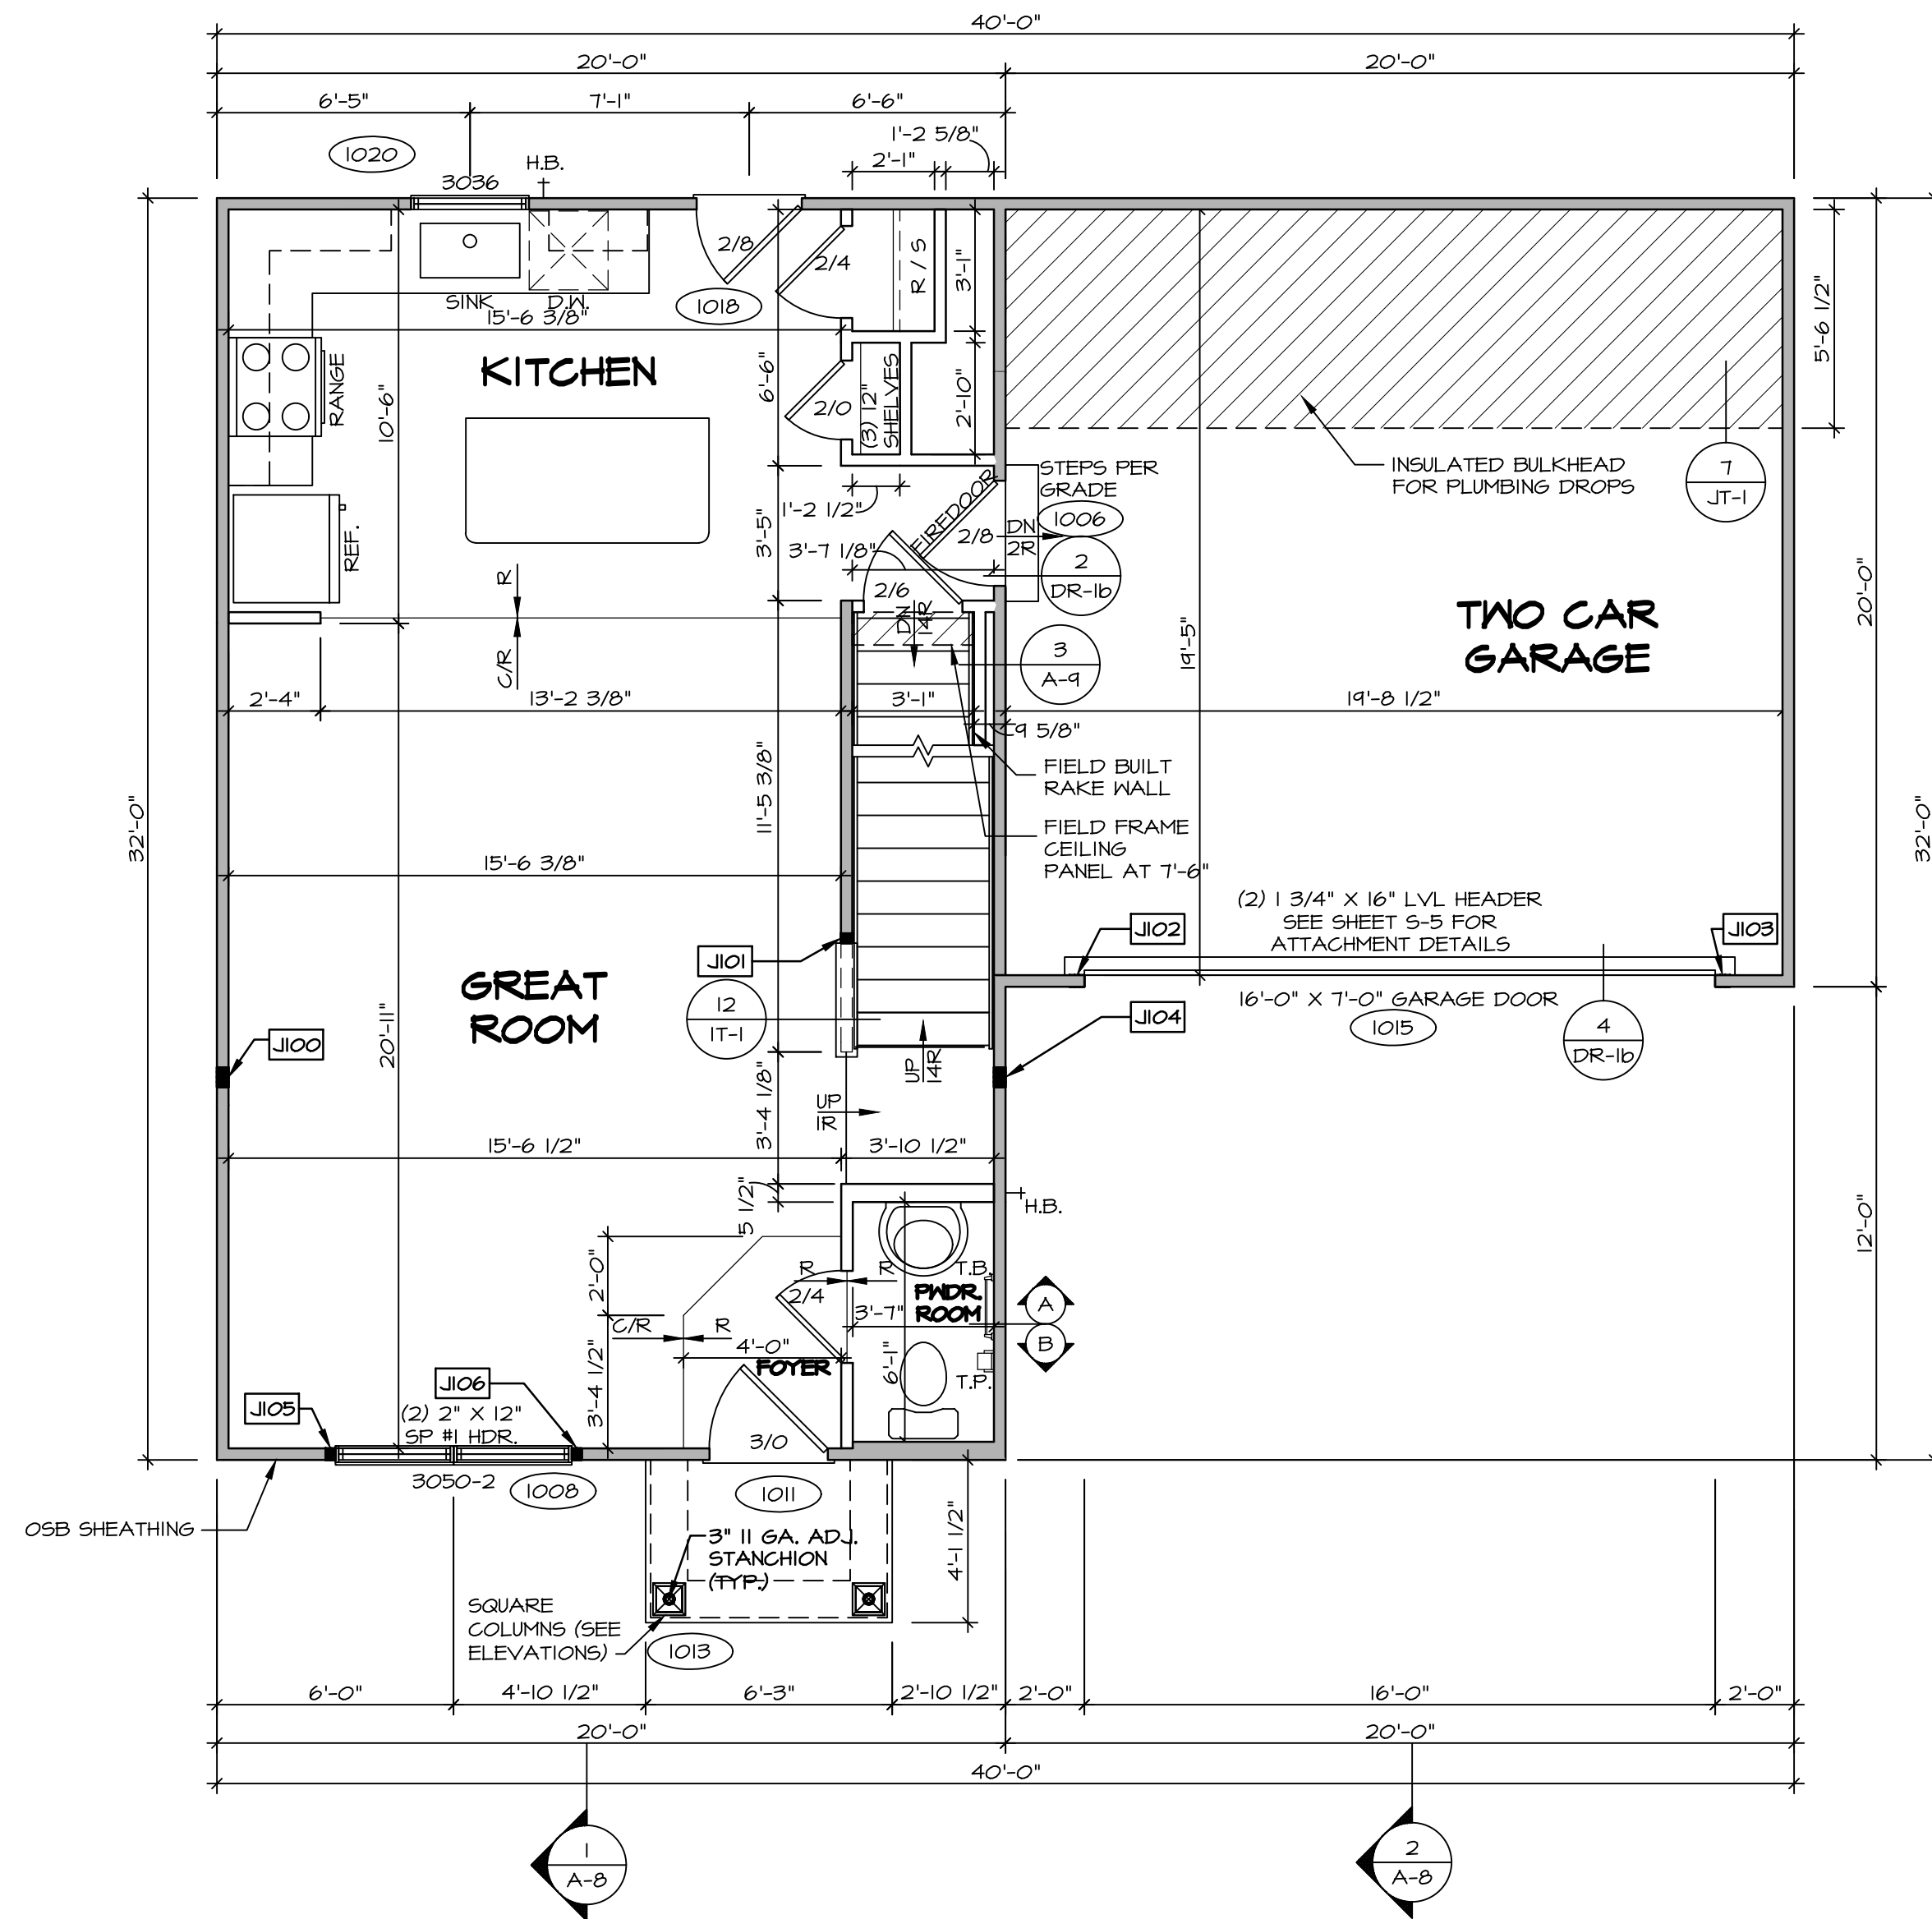 40'-0"
20'-0"
20'-0"
6'-5"
7'-1"
6'-6"
1'-2 5/8"
2'-1"
1020
H.B.
3036
2/8
2/4
R / S
3'-1"
SINK
D.W.
1018
15'-6 3/8"
KITCHEN
RANGE
10'-6"
6'-6"
2/0
(3) 12"
SHELVES
2'-10"
5'-6 1/2"
INSULATED BULKHEAD
FOR PLUMBING DROPS
7
JT-1
STEPS PER
GRADE
1006
1'-2 1/2"
FIREDOOR
3'-5"
3'-7 1/8"
2/8
DN
2R
2
DR-1b
REF.
R
C/R
2/6
DN
14R
3
A-9
TWO CAR
GARAGE
20'-0"
19'-5"
2'-4"
13'-2 3/8"
3'-1"
19'-8 1/2"
9 5/8"
FIELD BUILT
RAKE WALL
11'-5 3/8"
FIELD FRAME
CEILING
PANEL AT 7'-6"
32'-0"
32'-0"
15'-6 3/8"
(2) 1 3/4" X 16" LVL HEADER
SEE SHEET S-5 FOR
ATTACHMENT DETAILS
J102
J103
J101
GREAT
ROOM
12
1T-1
16'-0" X 7'-0" GARAGE DOOR
1015
4
DR-1b
J104
J100
20'-11"
UP
14R
3'-4 1/8"
UP
1R
15'-6 1/2"
3'-10 1/2"
5 1/2"
H.B.
12'-0"
2'-0"
R
R
T.B.
2/4
PWDR.
ROOM
A
B
3'-7"
C/R
R
4'-0"
FOYER
6'-1"
T.P.
3'-4 1/2"
J106
J105
(2) 2" X 12"
SP #1 HDR.
3/0
3050-2
1008
1011
OSB SHEATHING
3" 11 GA. ADJ.
STANCHION
(TYP.)
4'-1 1/2"
SQUARE
COLUMNS (SEE
ELEVATIONS)
1013
6'-0"
4'-10 1/2"
6'-3"
2'-10 1/2"
2'-0"
16'-0"
2'-0"
20'-0"
20'-0"
40'-0"
1
A-8
2
A-8